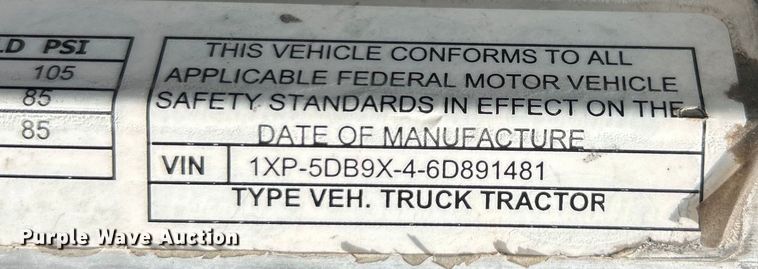 LD PSI
105
85
85
THIS VEHICLE CONFORMS TO ALL
APPLICABLE FEDERAL MOTOR VEHICLE
SAFETY STANDARDS IN EFFECT ON THE
DATE OF MANUFACTURE
VIN 1XP-5DB9X-4-6D891481
TYPE VEH. TRUCK TRACTOR
Purple Wave Auction